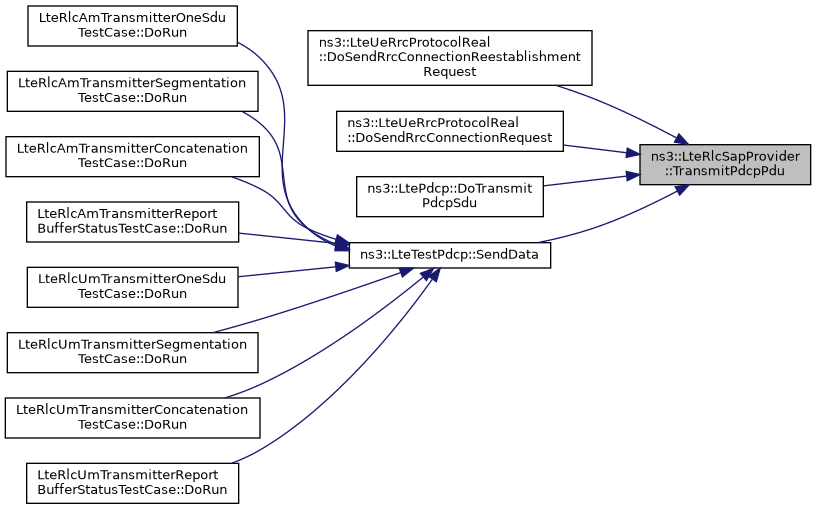 LteRlcAmTransmitterOneSdu
TestCase::DoRun
LteRlcAmTransmitterSegmentation
TestCase::DoRun
LteRlcAmTransmitterConcatenation
TestCase::DoRun
LteRlcAmTransmitterReport
BufferStatusTestCase::DoRun
LteRlcUmTransmitterOneSdu
TestCase::DoRun
LteRlcUmTransmitterSegmentation
TestCase::DoRun
LteRlcUmTransmitterConcatenation
TestCase::DoRun
LteRlcUmTransmitterReport
BufferStatusTestCase::DoRun
ns3::LteUeRrcProtocolReal
::DoSendRrcConnectionReestablishment
Request
ns3::LteUeRrcProtocolReal
::DoSendRrcConnectionRequest
ns3::LtePdcp::DoTransmit
PdcpSdu
ns3::LteTestPdcp::SendData
ns3::LteRlcSapProvider
::TransmitPdcpPdu